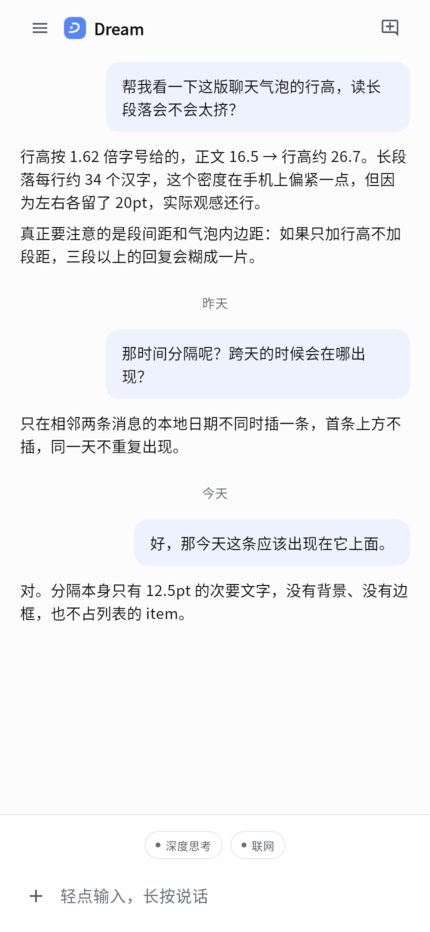 Dream
帮我看一下这版聊天气泡的行高，读长
段落会不会太挤？
行高按 1.62 倍字号给的，正文 16.5 → 行高约 26.7。长段
落每行约 34 个汉字，这个密度在手机上偏紧一点，但因
为左右各留了 20pt，实际观感还行。
真正要注意的是段间距和气泡内边距：如果只加行高不加
段距，三段以上的回复会糊成一片。
昨天
那时间分隔呢？跨天的时候会在哪出
现？
只在相邻两条消息的本地日期不同时插一条，首条上方不
插，同一天不重复出现。
今天
好，那今天这条应该出现在它上面。
对。分隔本身只有 12.5pt 的次要文字，没有背景、没有边
框，也不占列表的 item。
深度思考
联网
轻点输入，长按说话